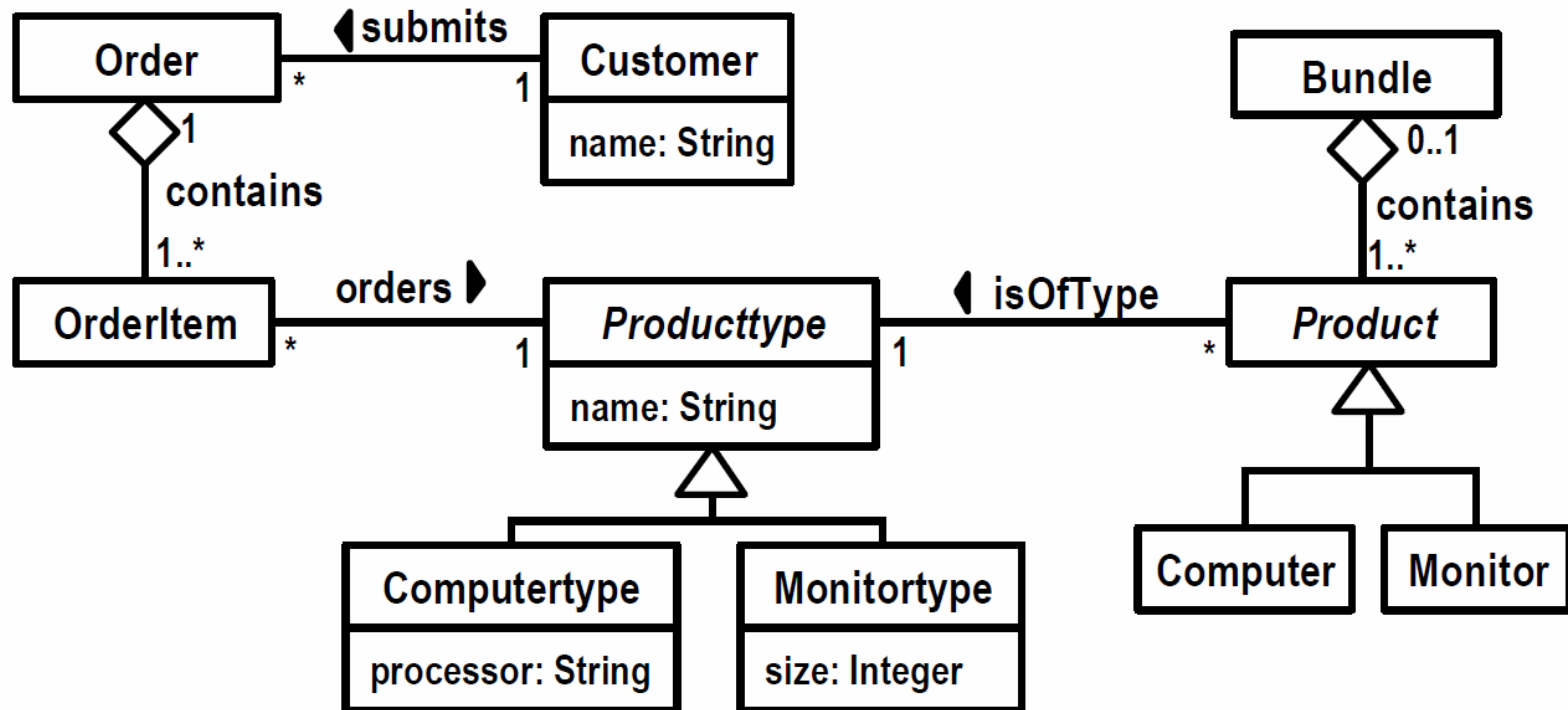 Order
submits
*
1
Customer
name: String
Bundle
1
0..1
contains
contains
1..*
1..*
OrderItem
orders
*
1
Producttype
name: String
isOfType
1
*
Product
Computertype
processor: String
Monitortype
size: Integer
Computer
Monitor